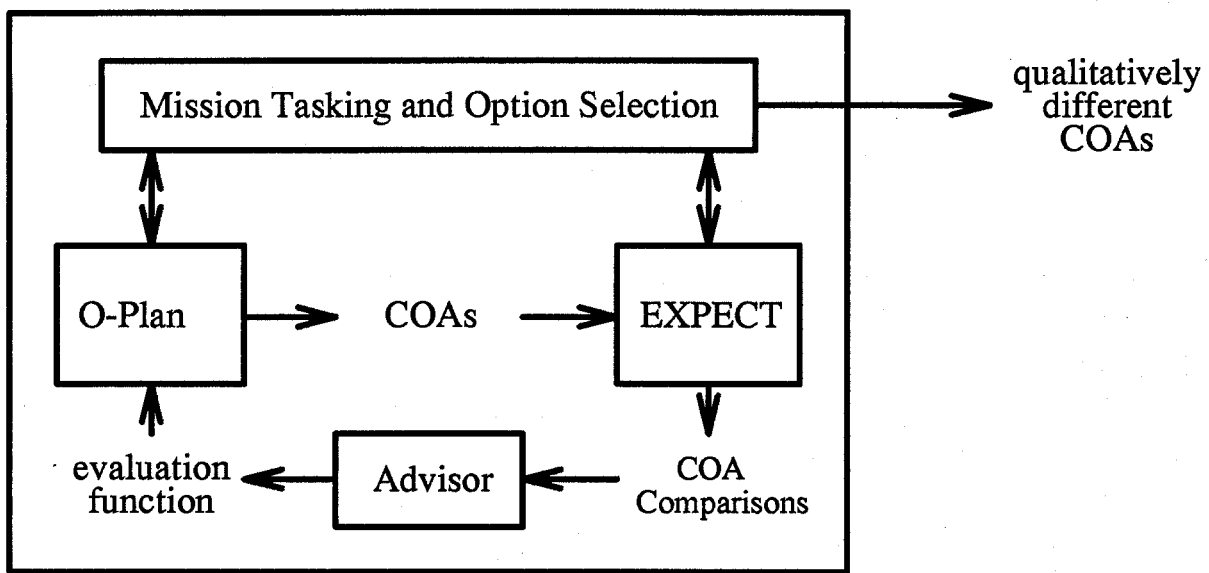 Mission Tasking and Option Selection
qualitatively
different
COAs
O-Plan
COAs
EXPECT
evaluation
function
Advisor
COA
Comparisons